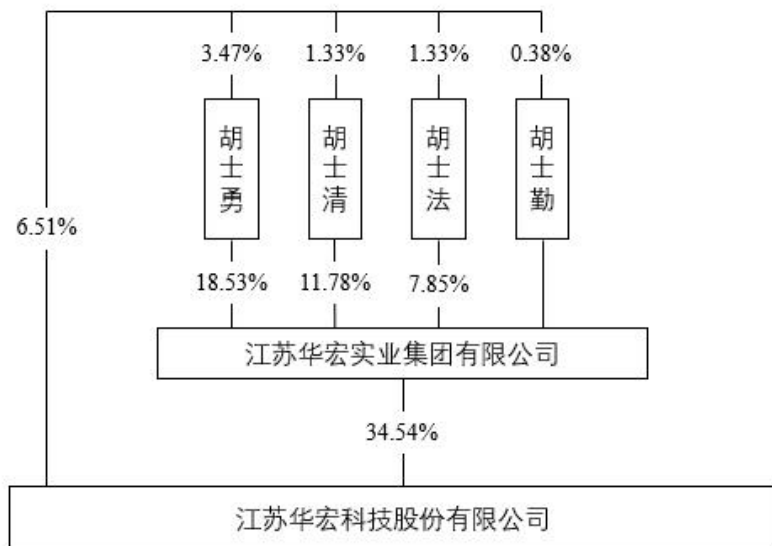 3.47% 1.33% 1.33% 0.38%
胡士勇
胡士清
胡士法
胡士勤
6.51%
18.53% 11.78% 7.85%
江苏华宏实业集团有限公司
34.54%
江苏华宏科技股份有限公司